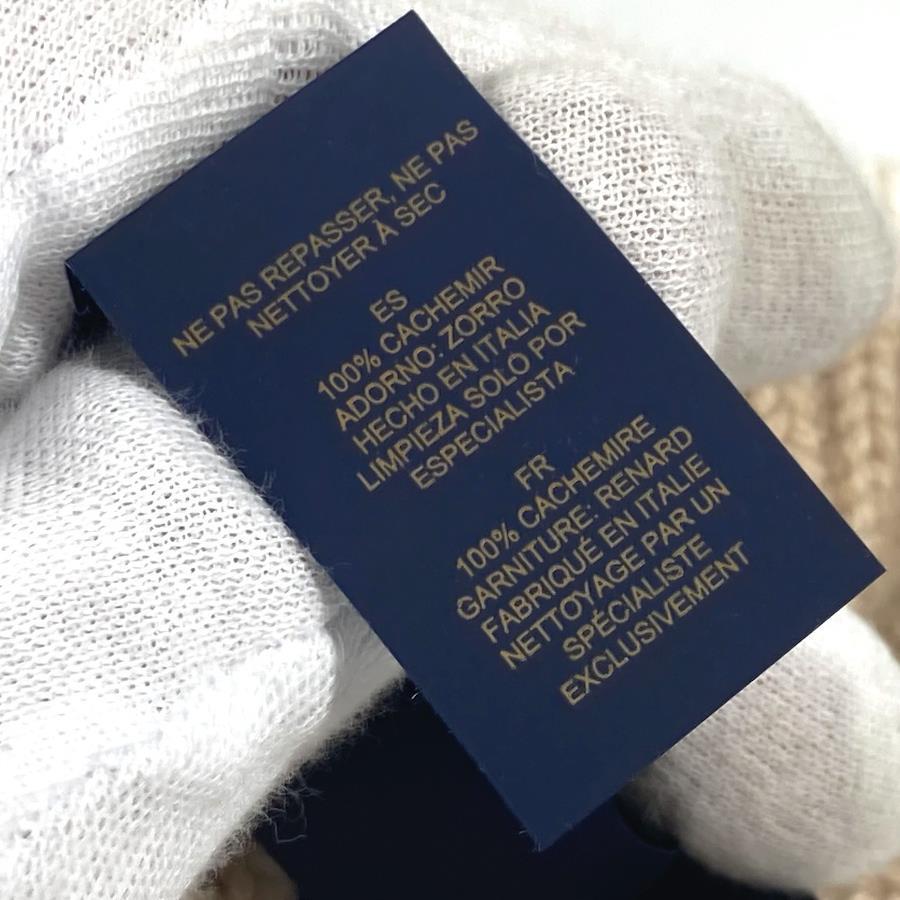 NE PAS REPASSER, NE PAS
NETTOYER À SEC
ES
100% CACHEMIR
ADORNO: ZORRO
HECHO EN ITALIA
LIMPIEZA SOLO POR
ESPECIALISTA
FR
100% CACHEMIRE
GARNITURE: RENARD
FABRIQUÉ EN ITALIE
NETTOYAGE PAR UN
SPÉCIALISTE
EXCLUSIVEMENT